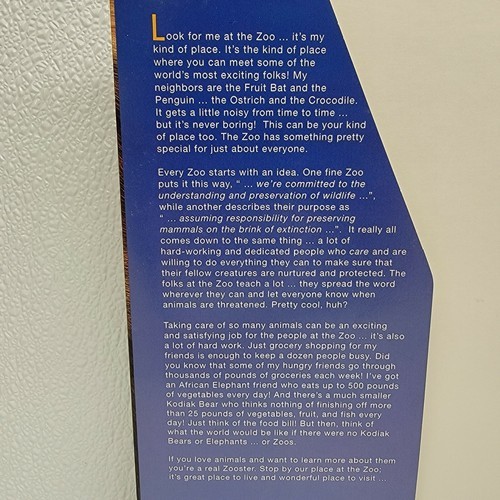 Look for me at the Zoo ... it's my
kind of place. It's the kind of place
where you can meet some of the
world's most exciting folks! My
neighbors are the Fruit Bat and the
Penguin ... the Ostrich and the Crocodile.
It gets a little noisy from time to time ...
but it's never boring! This can be your kind
of place too. The Zoo has something pretty
special for just about everyone.
Every Zoo starts with an idea. One fine Zoo
puts it this way, " ... we're committed to the
understanding and preservation of wildlife ...",
while another describes their purpose as
" ... assuming responsibility for preserving
mammals on the brink of extinction ...". It really all
comes down to the same thing ... a lot of
hard-working and dedicated people who care and are
willing to do everything they can to make sure that
their fellow creatures are nurtured and protected. The
folks at the Zoo teach a lot ... they spread the word
wherever they can and let everyone know when
animals are threatened. Pretty cool, huh?
Taking care of so many animals can be an exciting
and satisfying job for the people at the Zoo ... it's also
a lot of hard work. Just grocery shopping for my
friends is enough to keep a dozen people busy. Did
you know that some of my hungry friends go through
thousands of pounds of groceries each week! I've got
an African Elephant friend who eats up to 500 pounds
of vegetables every day! And there's a much smaller
Kodiak Bear who thinks nothing of finishing off more
than 25 pounds of vegetables, fruit, and fish every
day! Just think of the food bill! But then, think of
what the world would be like if there were no Kodiak
Bears or Elephants ... or Zoos.
If you love animals and want to learn more about them
you're a real Zooster. Stop by our place at the Zoo;
it's great place to live and wonderful place to visit ...